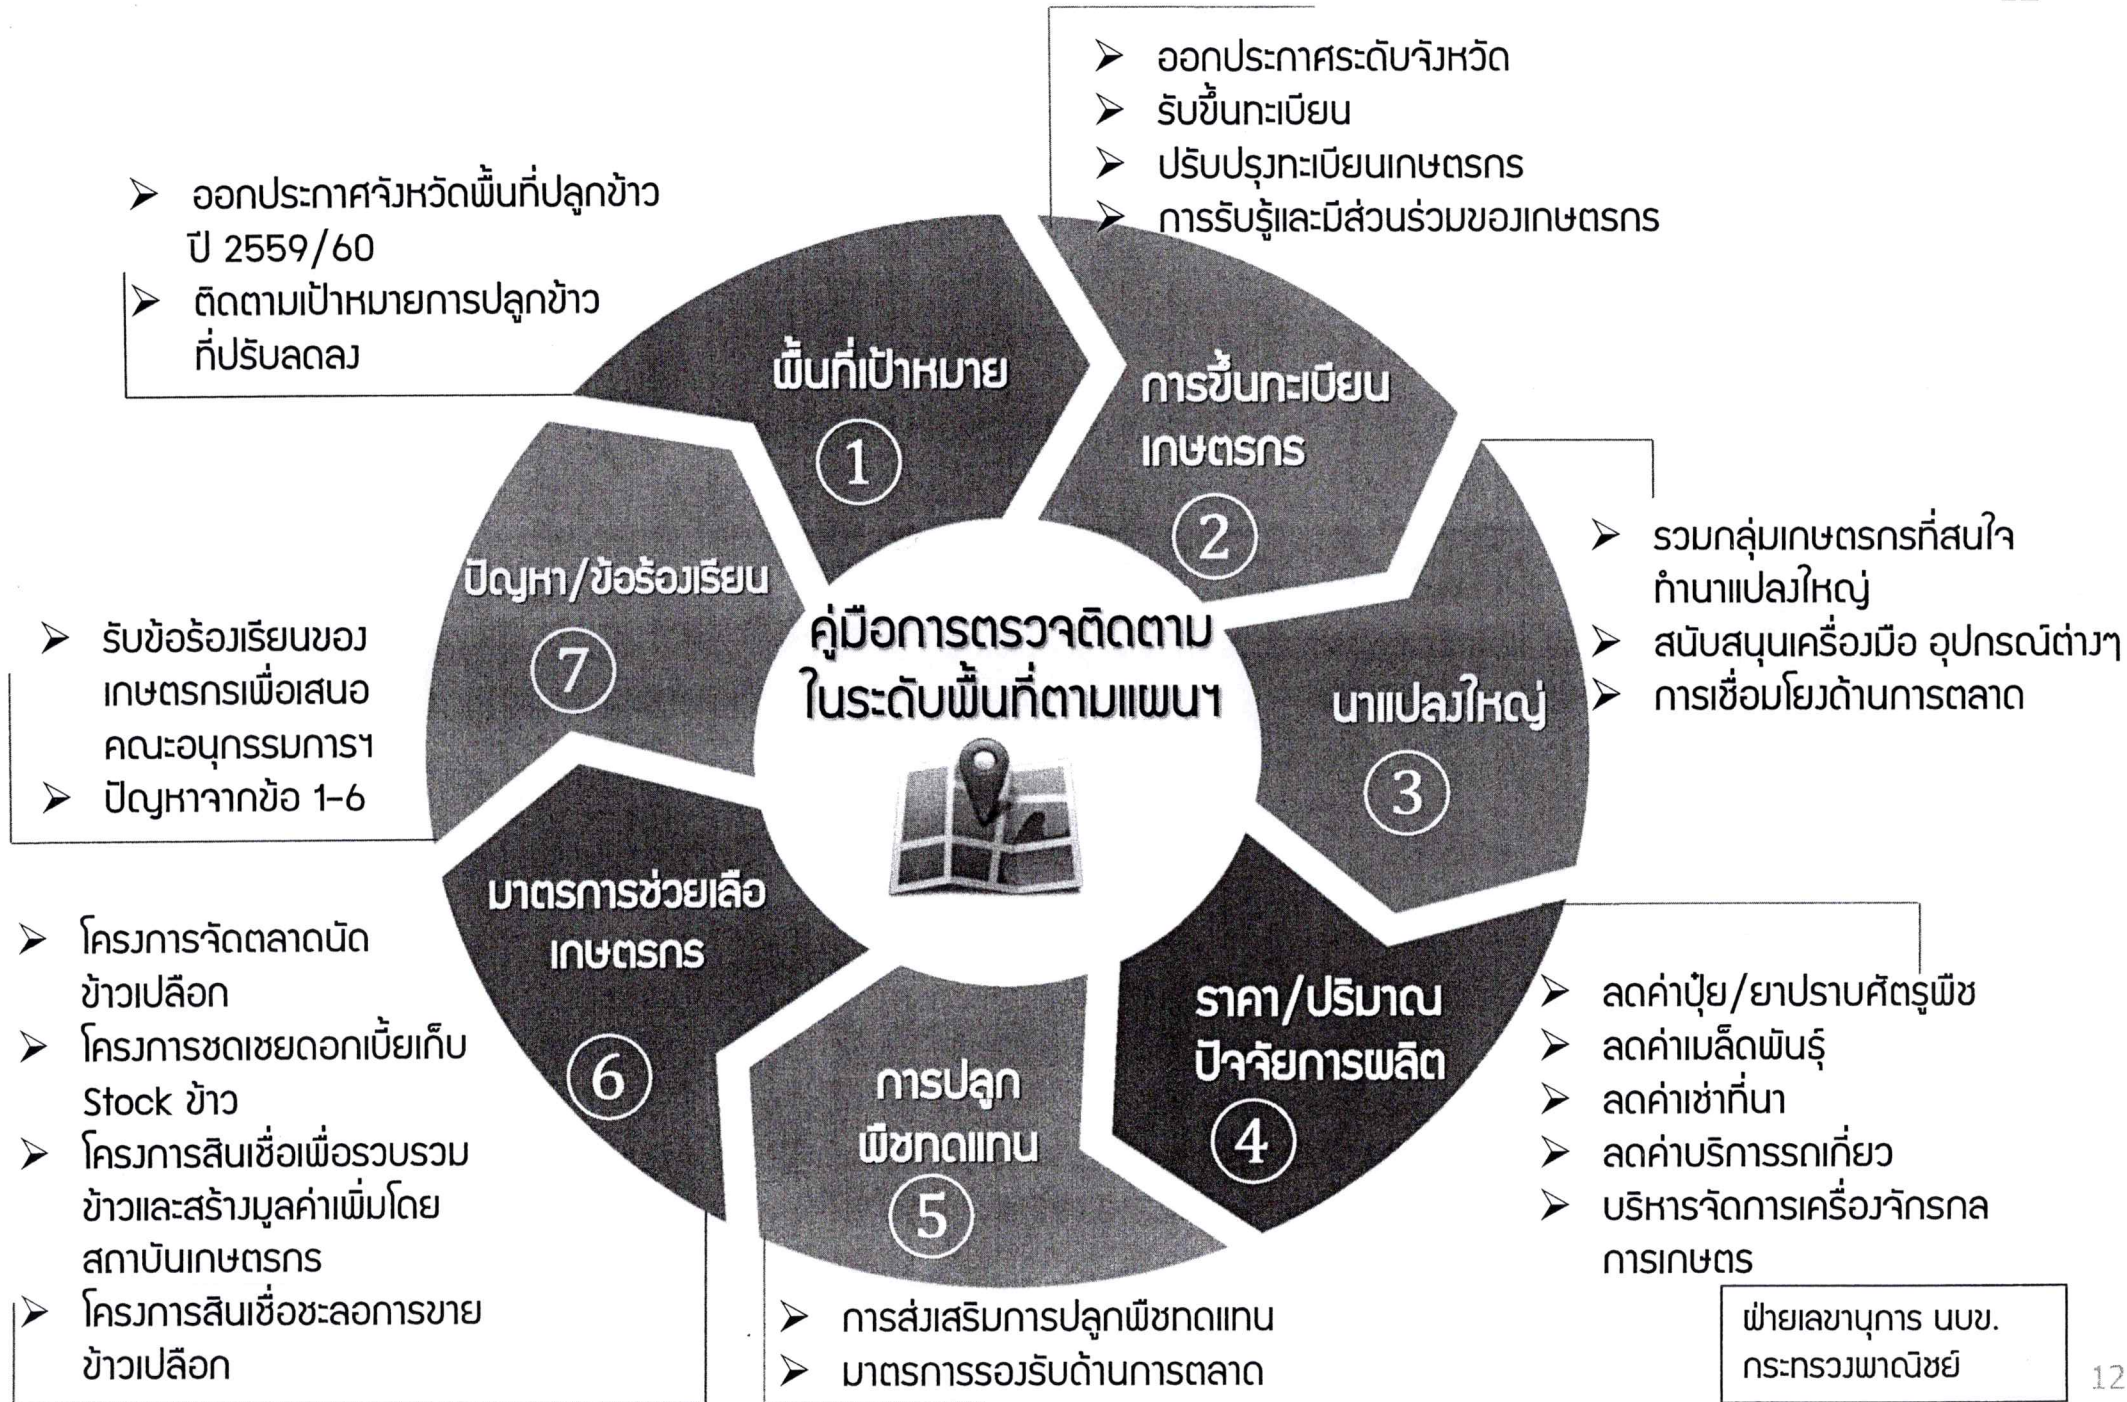 ออกประกาศระดับจังหวัด
รับขึ้นทะเบียน
ปรับปรุงทะเบียนเกษตรกร
การรับรู้และมีส่วนร่วมของเกษตรกร
ออกประกาศจังหวัดพื้นที่ปลูกข้าว
ปี 2559/60
ติดตามเป้าหมายการปลูกข้าว
ที่ปรับลดลง
พื้นที่เป้าหมาย
1
การขึ้นทะเบียน
เกษตรกร
2
รวมกลุ่มเกษตรกรที่สนใจ
ทำนาแปลงใหญ่
สนับสนุนเครื่องมือ อุปกรณ์ต่างๆ
การเชื่อมโยงด้านการตลาด
นาแปลงใหญ่
3
คู่มือการตรวจติดตาม
ในระดับพื้นที่ตามแผนฯ
ปัญหา/ข้อร้องเรียน
7
รับข้อร้องเรียนของ
เกษตรกรเพื่อเสนอ
คณะอนุกรรมการฯ
ปัญหาจากข้อ 1-6
มาตรการช่วยเลือ
เกษตรกร
6
โครงการจัดตลาดนัด
ข้าวเปลือก
โครงการชดเชยดอกเบี้ยเก็บ
Stock ข้าว
โครงการสินเชื่อเพื่อรวบรวม
ข้าวและสร้างมูลค่าเพิ่มโดย
สถาบันเกษตรกร
โครงการสินเชื่อชะลอการขาย
ข้าวเปลือก
การปลูก
พืชทดแทน
5
การส่งเสริมการปลูกพืชทดแทน
มาตรการรองรับด้านการตลาด
ราคา/ปริมาณ
ปัจจัยการผลิต
4
ลดค่าปุ๋ย/ยาปราบศัตรูพืช
ลดค่าเมล็ดพันธุ์
ลดค่าเช่าที่นา
ลดค่าบริการรถเกี่ยว
บริหารจัดการเครื่องจักรกล
การเกษตร
ฝ่ายเลขานุการ นบข.
กระทรวงพาณิชย์
12